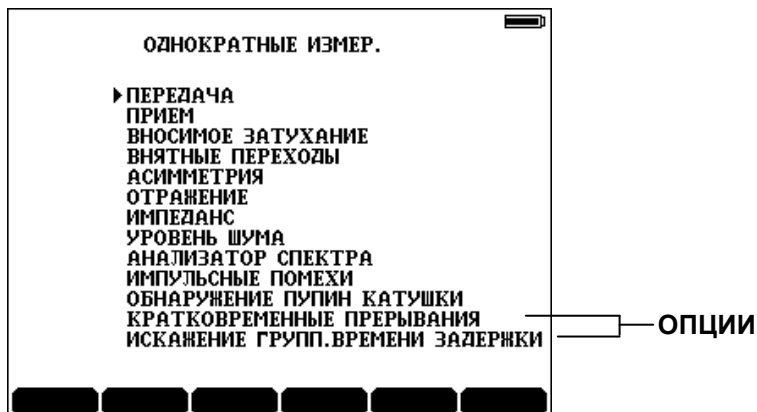 ОДНОКРАТНЫЕ ИЗМЕР.
ПЕРЕДАЧА
ПРИЕМ
ВНОСИМОЕ ЗАТУХАНИЕ
ВНЯТНЫЕ ПЕРЕХОДЫ
АСИММЕТРИЯ
ОТРАЖЕНИЕ
ИМПЕДАНС
УРОВЕНЬ ШУМА
АНАЛИЗАТОР СПЕКТРА
ИМПУЛЬСНЫЕ ПОМЕХИ
ОБНАРУЖЕНИЕ ПУПИН КАТУШКИ
КРАТКОВРЕМЕННЫЕ ПРЕРЫВАНИЯ
ИСКАЖЕНИЕ ГРУПП.ВРЕМЕНИ ЗАДЕРЖКИ
ОПЦИИ